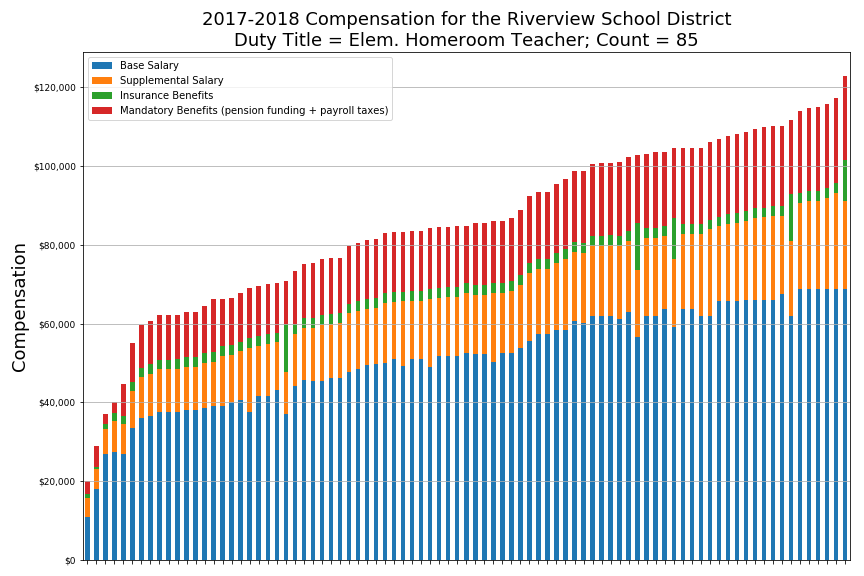 2017-2018 Compensation for the Riverview School District
Duty Title = Elem. Homeroom Teacher; Count = 85
Base Salary
Supplemental Salary
Insurance Benefits
Mandatory Benefits (pension funding + payroll taxes)
Compensation
$120,000
$100,000
$80,000
$60,000
$40,000
$20,000
$0